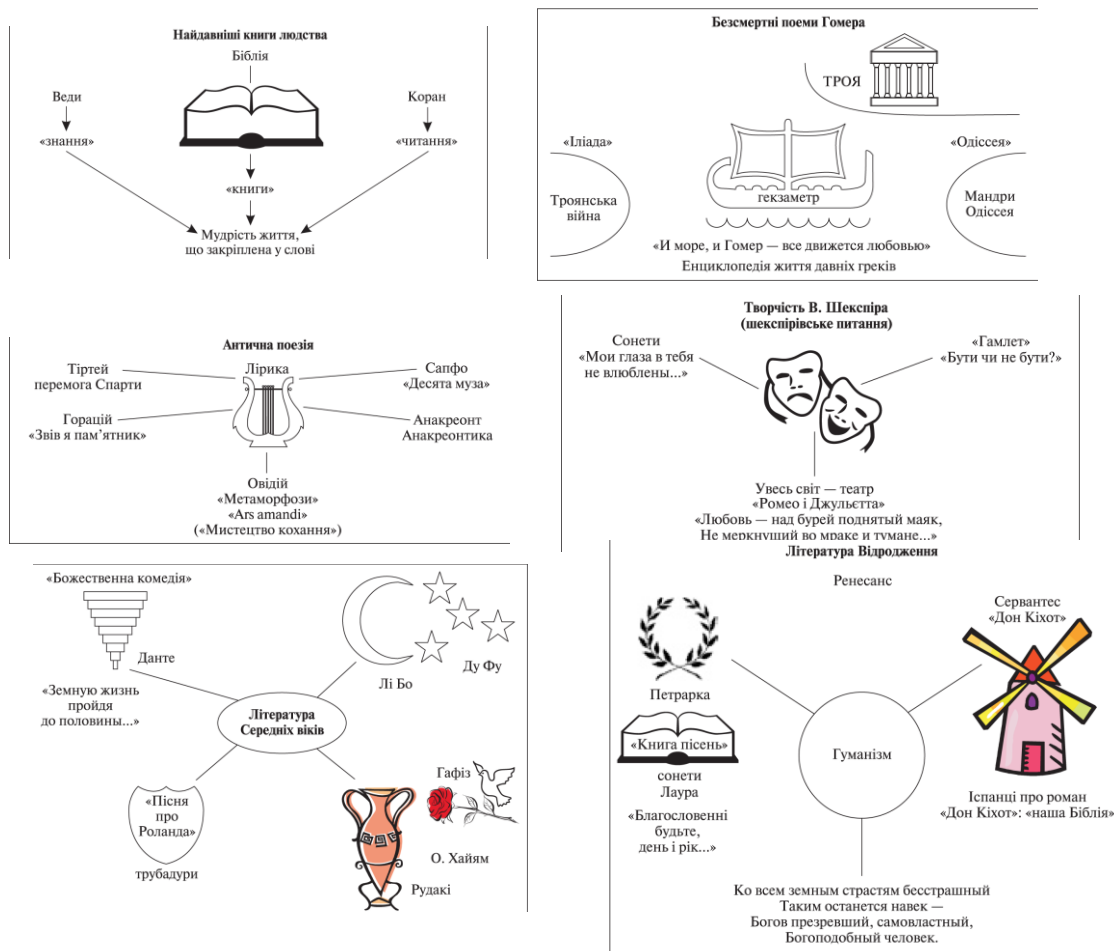 Найдавніші книги людства
Біблія
Веди
Коран
«знання»
«читання»
«книги»
Мудрість життя,
що закріплена у слові
Безсмертні поеми Гомера
ТРОЯ
«Іліада»
«Одіссея»
Троянська
війна
гекзаметр
Мандри
Одіссея
«И море, и Гомер — все движется любовью»
Енциклопедія життя давніх греків
Антична поезія
Тіртей
перемога Спарти
Лірика
Сапфо
«Десята муза»
Горацій
«Звів я пам’ятник»
Анакреонт
Анакреонтика
Овідій
«Метаморфози»
«Ars amandi»
(«Мистецтво кохання»)
Творчість В. Шекспіра
(шекспірівське питання)
Сонети
«Мои глаза в тебя
не влюблены...»
«Гамлет»
«Бути чи не бути?»
Увесь світ — театр
«Ромео і Джульєтта»
«Любовь — над бурей поднятый маяк,
Не меркнущий во мраке и тумане...»
«Божественна комедія»
Данте
«Земную жизнь
пройдя
до половины...»
Лі Бо
Ду Фу
Література
Середніх віків
«Пісня
про
Роланда»
трубадури
Гафіз
О. Хайям
Рудакі
Література Відродження
Ренесанс
Сервантес
«Дон Кіхот»
Петрарка
«Книга пісень»
сонети
Лаура
«Благословенні
будьте,
день і рік...»
Гуманізм
Іспанці про роман
«Дон Кіхот»: «наша Біблія»
Ко всем земным страстям бесстрашный
Таким останется навек —
Богов презревший, самовластный,
Богоподобный человек.